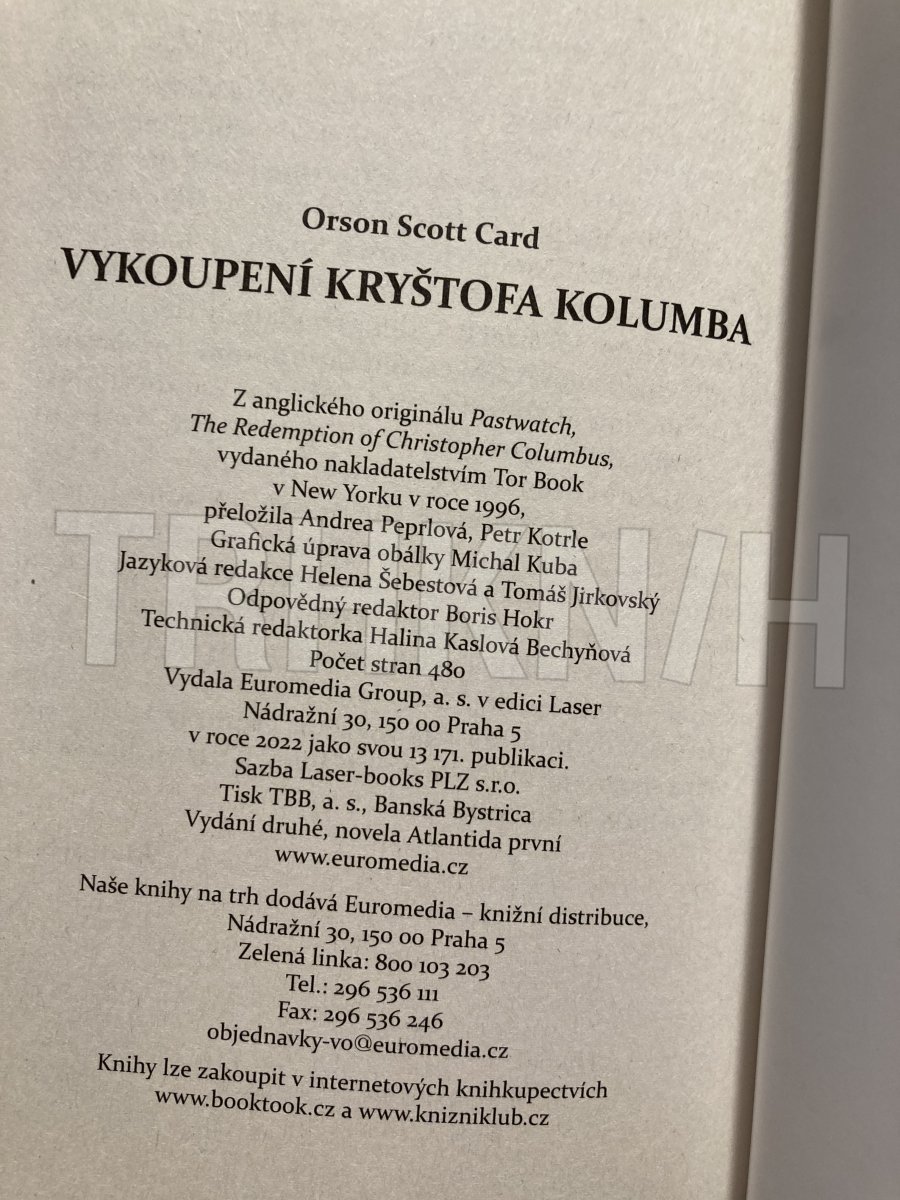 Orson Scott Card
VYKOUPENÍ KRYŠTOFA KOLUMBA
Z anglického originálu Pastwatch,
The Redemption of Christopher Columbus,
vydaného nakladatelstvím Tor Book
v New Yorku v roce 1996,
přeložila Andrea Peprlová, Petr Kotrle
Grafická úprava obálky Michal Kuba
Jazyková redakce Helena Šebestová a Tomáš Jirkovský
Odpovědný redaktor Boris Hokr
Technická redaktorka Halina Kaslová Bechyňová
Počet stran 480
Vydala Euromedia Group, a. s. v edici Laser
Nádražní 30, 150 00 Praha 5
v roce 2022 jako svou 13 171. publikaci.
Sazba Laser-books PLZ s.r.o.
Tisk TBB, a. s., Banská Bystrica
Vydání druhé, novela Atlantida první
www.euromedia.cz
Naše knihy na trh dodává Euromedia – knižní distribuce,
Nádražní 30, 150 00 Praha 5
Zelená linka: 800 103 203
Tel.: 296 536 111
Fax: 296 536 246
objednavky-vo@euromedia.cz
Knihy lze zakoupit v internetových knihkupectvích
www.booktook.cz a www.knizniklub.cz